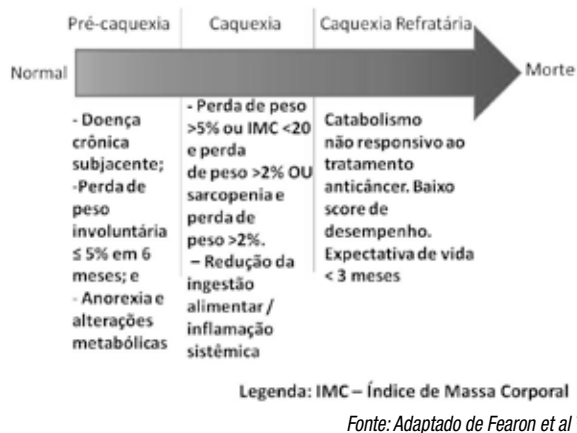 Pré-caquexia
Caquexia
Caquexia Refratária
Normal
Morte
- Doença
crônica
subjacente;
-Perda de
peso
involuntária
≤ 5% em 6
meses; e
- Anorexia e
alterações
metabólicas
- Perda de peso
>5% ou IMC <20
e perda
de peso >2% OU
sarcopenia e
perda de
peso >2%.
– Redução da
ingestão
alimentar /
inflamação
sistêmica
Catabolismo
não responsivo ao
tratamento
anticâncer. Baixo
score de
desempenho.
Expectativa de vida
< 3 meses
Legenda: IMC – Índice de Massa Corporal
Fonte: Adaptado de Fearon et al